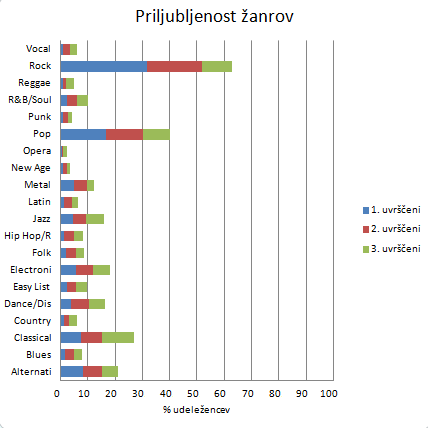 Priljubljenost žanrov
Vocal
Rock
Reggae
R&B/Soul
Punk
Pop
Opera
New Age
Metal
Latin
Jazz
Hip Hop/R
Folk
Electroni
Easy List
Dance/Dis
Country
Classical
Blues
Alternati
1. uvrščeni
2. uvrščeni
3. uvrščeni
0 10 20 30 40 50 60 70 80 90 100
% udeležencev